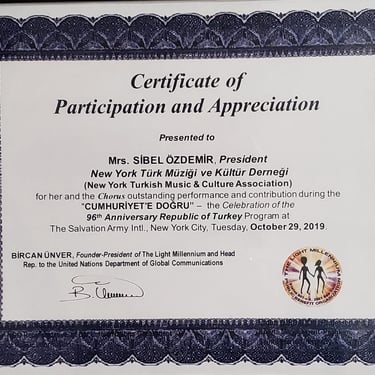 Certificate of
Participation and Appreciation
Presented to
Mrs. SİBEL ÖZDEMİR, President
New York Türk Müziği ve Kültür Derneği
(New York Turkish Music & Culture Association)
for her and the Chorus outstanding performance and contribution during the
"CUMHURİYET'E DOĞRU" – the Celebration of the
96th Anniversary Republic of Turkey Program at
The Salvation Army Intl., New York City, Tuesday, October 29, 2019.
BİRCAN ÜNVER, Founder-President of The Light Millennium and Head
Rep. to the United Nations Department of Global Communications
THE LIGHT MILLENNIUM